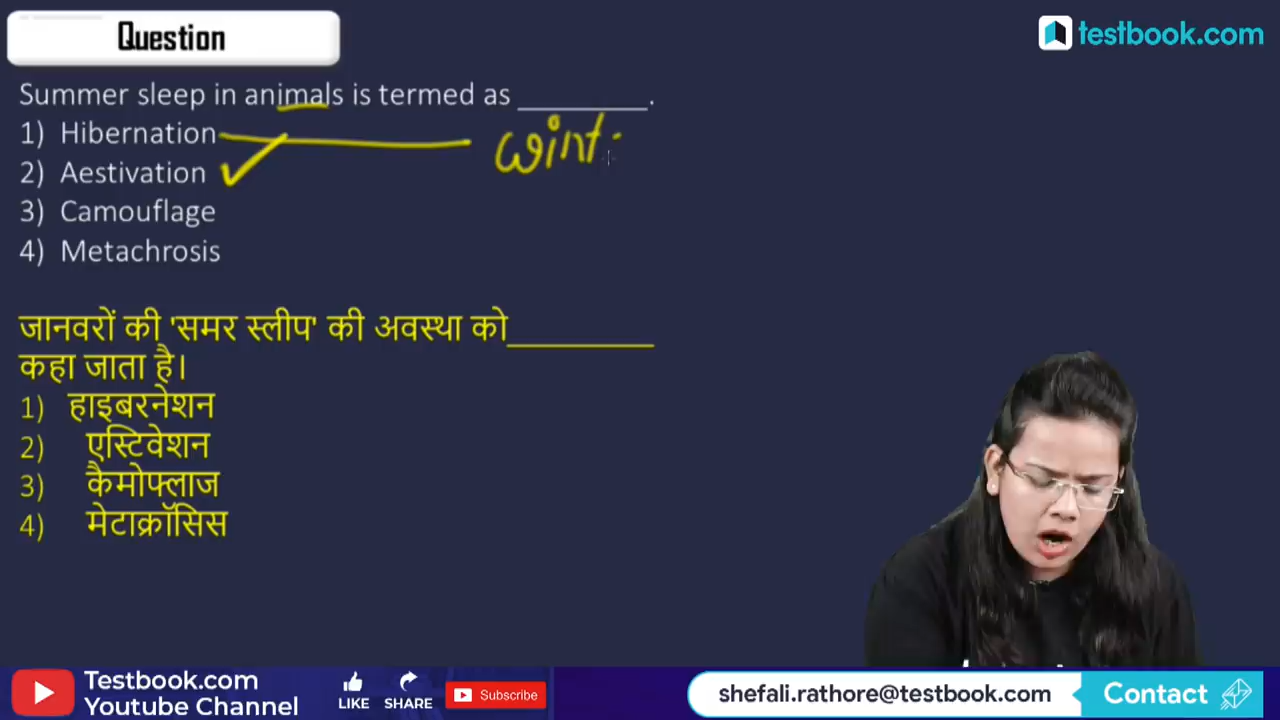 Question
testbook.com
Summer sleep in animals is termed as ________.
1) Hibernation
wint
2) Aestivation
3) Camouflage
4) Metachrosis
जानवरों की 'समर स्लीप' की अवस्था को_________
कहा जाता है।
1) हाइबरनेशन
2) एस्टिवेशन
3) कैमोफ्लाज
4) मेटाक्रॉसिस
Testbook.com
YouTube Channel
LIKE
SHARE
Subscribe
shefali.rathore@testbook.com
Contact